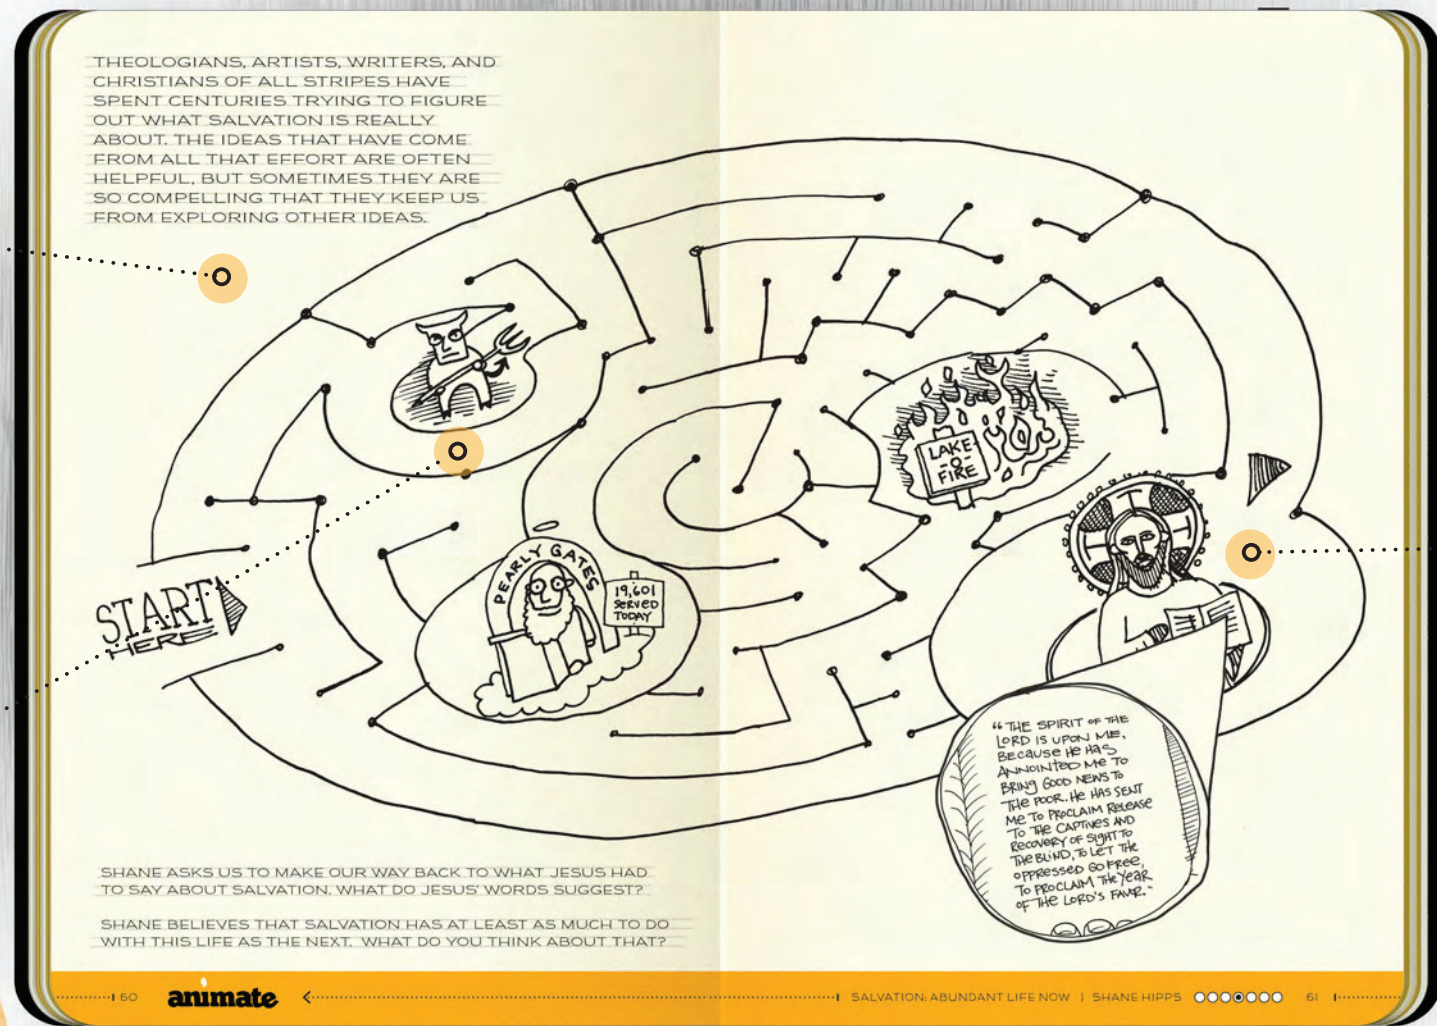 THEOLOGIANS, ARTISTS, WRITERS, AND
CHRISTIANS OF ALL STRIPES HAVE
SPENT CENTURIES TRYING TO FIGURE
OUT WHAT SALVATION IS REALLY
ABOUT. THE IDEAS THAT HAVE COME
FROM ALL THAT EFFORT ARE OFTEN
HELPFUL, BUT SOMETIMES THEY ARE
SO COMPELLING THAT THEY KEEP US
FROM EXPLORING OTHER IDEAS.
LAKE
-O-
FIRE
PEARLY GATES
19,601
SERVED
TODAY
START
HERE
"THE SPIRIT OF THE
LORD IS UPON ME,
BECAUSE HE HAS
ANNOINTED ME TO
BRING GOOD NEWS TO
THE POOR. HE HAS SENT
ME TO PROCLAIM RELEASE
TO THE CAPTIVES AND
RECOVERY OF SIGHT TO
THE BLIND, TO LET THE
OPPRESSED GO FREE,
TO PROCLAIM THE YEAR
OF THE LORD'S FAVOR."
SHANE ASKS US TO MAKE OUR WAY BACK TO WHAT JESUS HAD
TO SAY ABOUT SALVATION. WHAT DO JESUS' WORDS SUGGEST?
SHANE BELIEVES THAT SALVATION HAS AT LEAST AS MUCH TO DO
WITH THIS LIFE AS THE NEXT. WHAT DO YOU THINK ABOUT THAT?
60
animate
SALVATION: ABUNDANT LIFE NOW | SHANE HIPPS
61